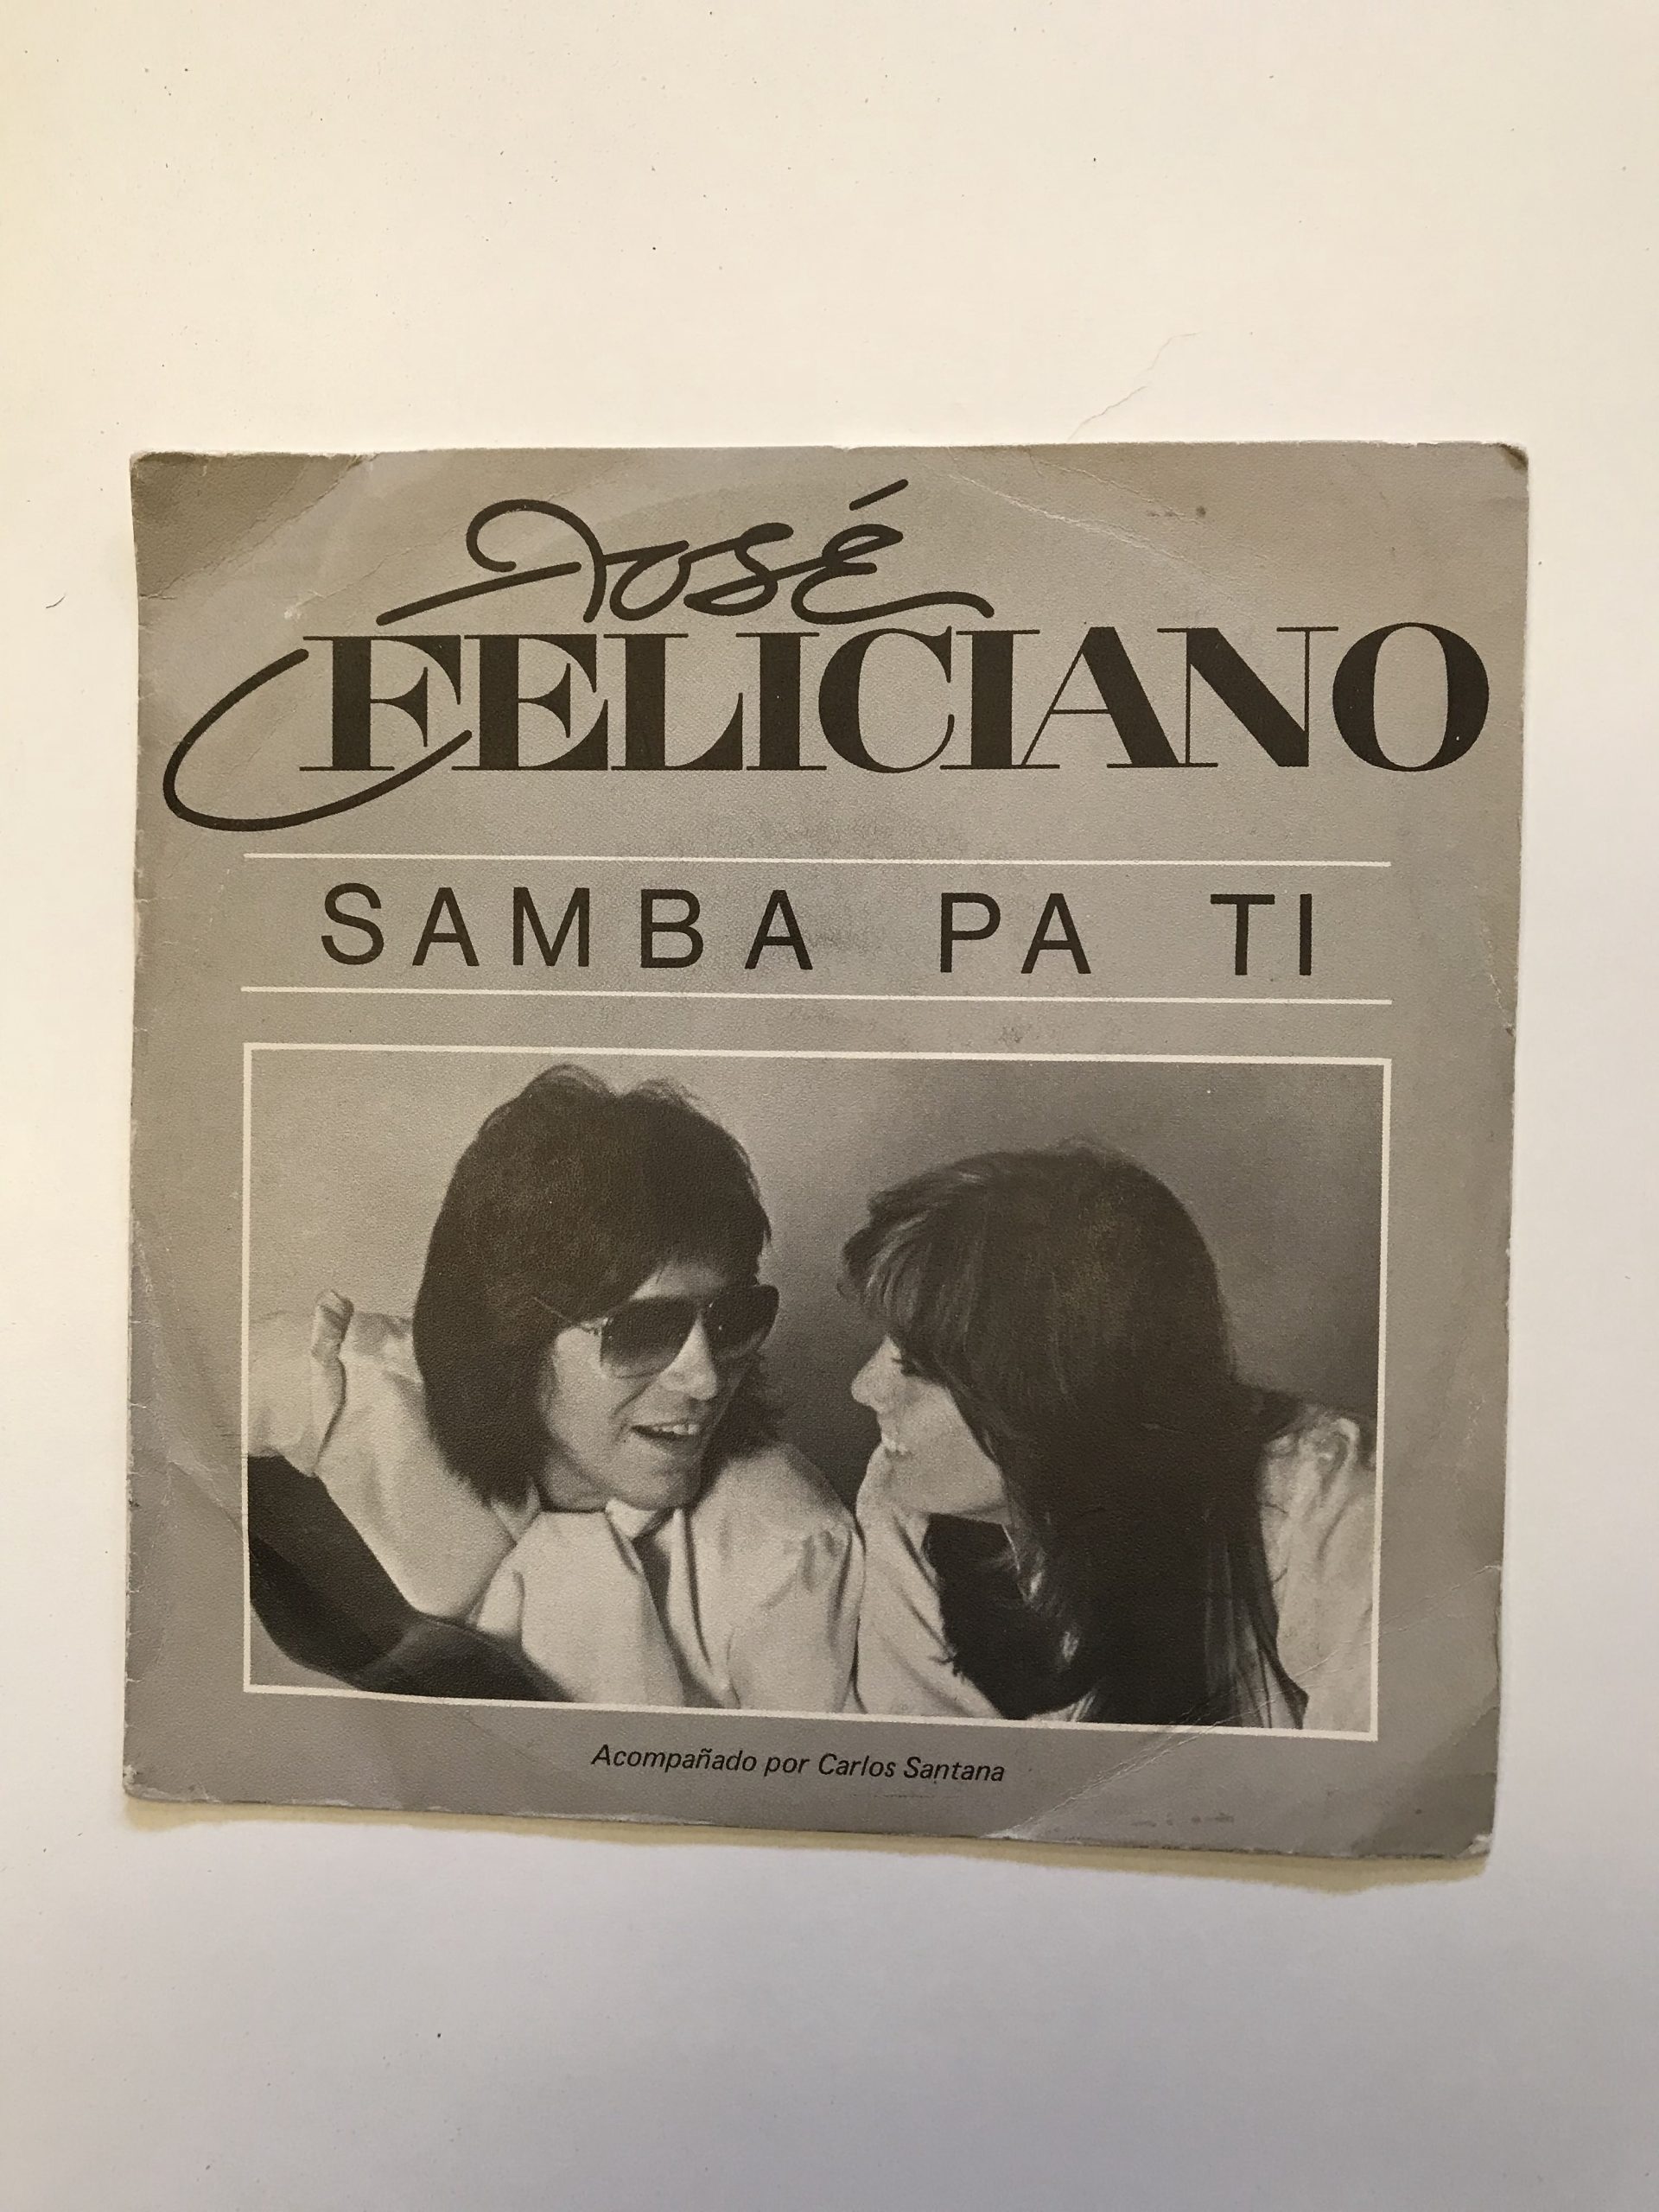 José
FELICIANO
SAMBA PA TI
Acompañado por Carlos Santana